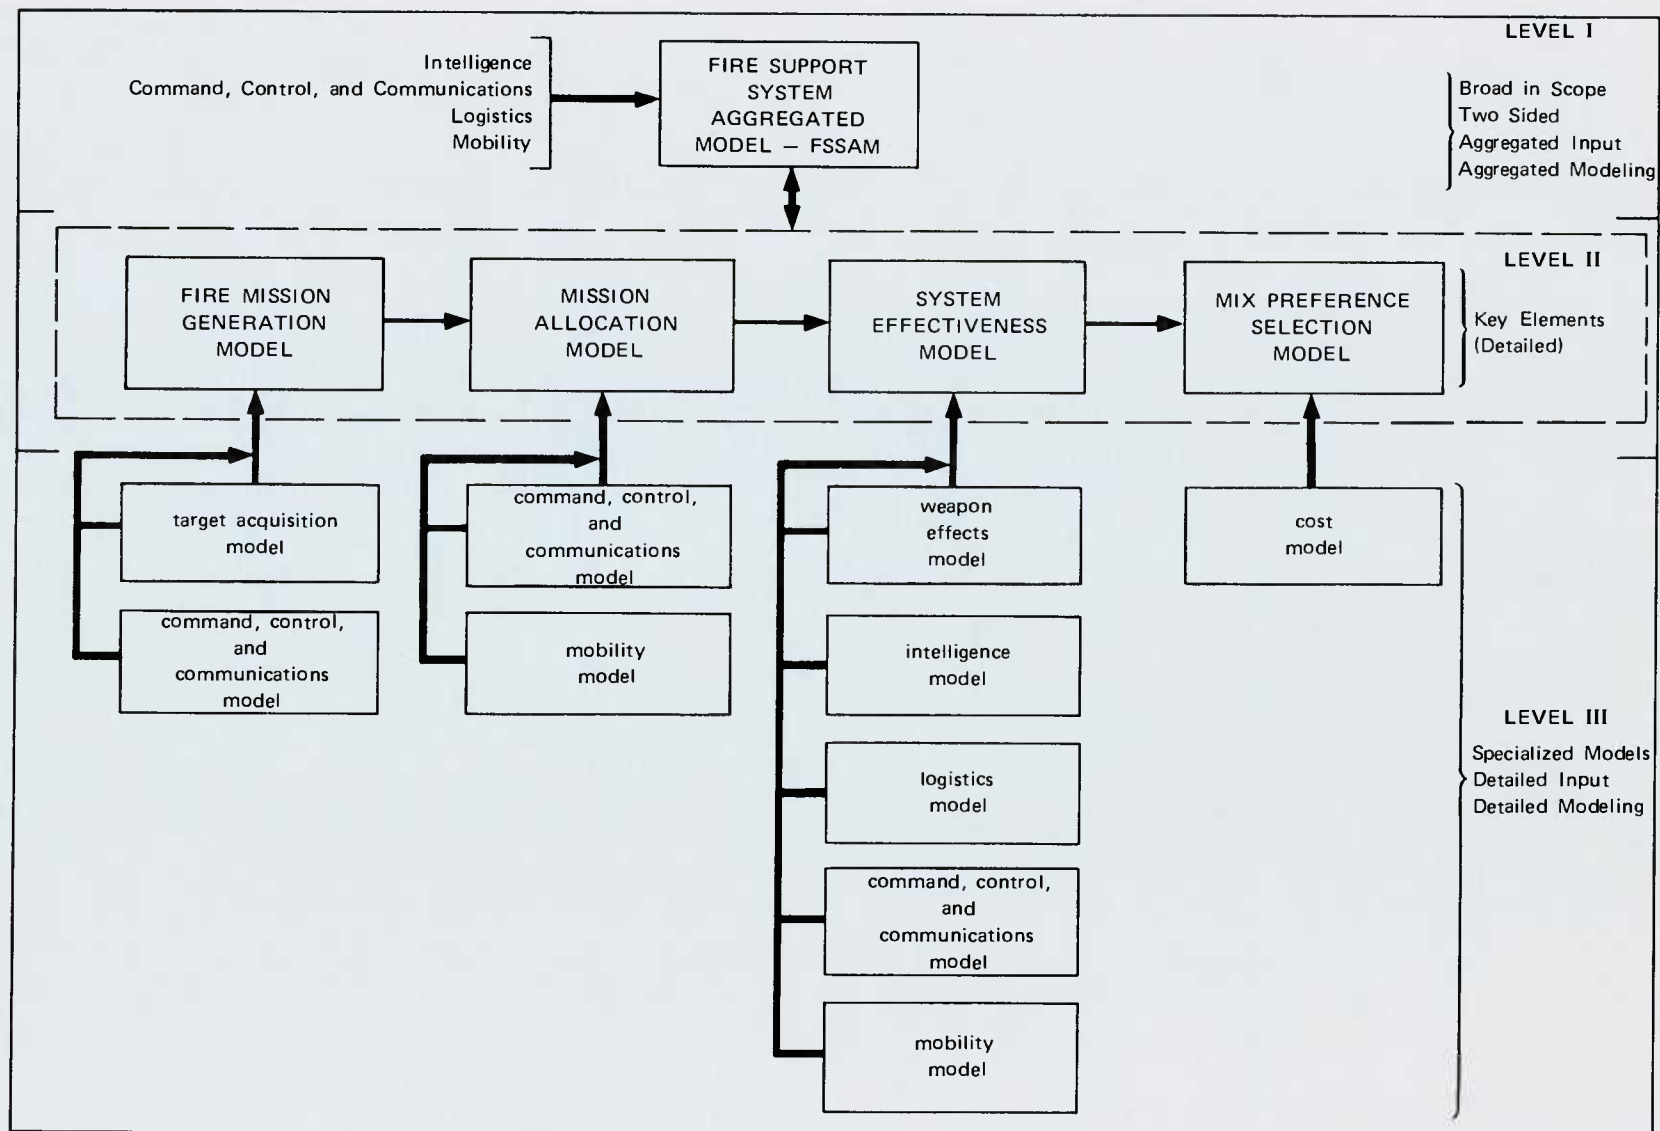 LEVEL I
Intelligence
Command, Control, and Communications
Logistics
Mobility
FIRE SUPPORT
SYSTEM
AGGREGATED
MODEL – FSSAM
Broad in Scope
Two Sided
Aggregated Input
Aggregated Modeling
LEVEL II
FIRE MISSION
GENERATION
MODEL
MISSION
ALLOCATION
MODEL
SYSTEM
EFFECTIVENESS
MODEL
MIX PREFERENCE
SELECTION
MODEL
Key Elements
(Detailed)
target acquisition
model
command, control,
and
communications
model
command, control,
and
communications
model
mobility
model
weapon
effects
model
intelligence
model
logistics
model
command, control,
and
communications
model
mobility
model
cost
model
LEVEL III
Specialized Models
Detailed Input
Detailed Modeling